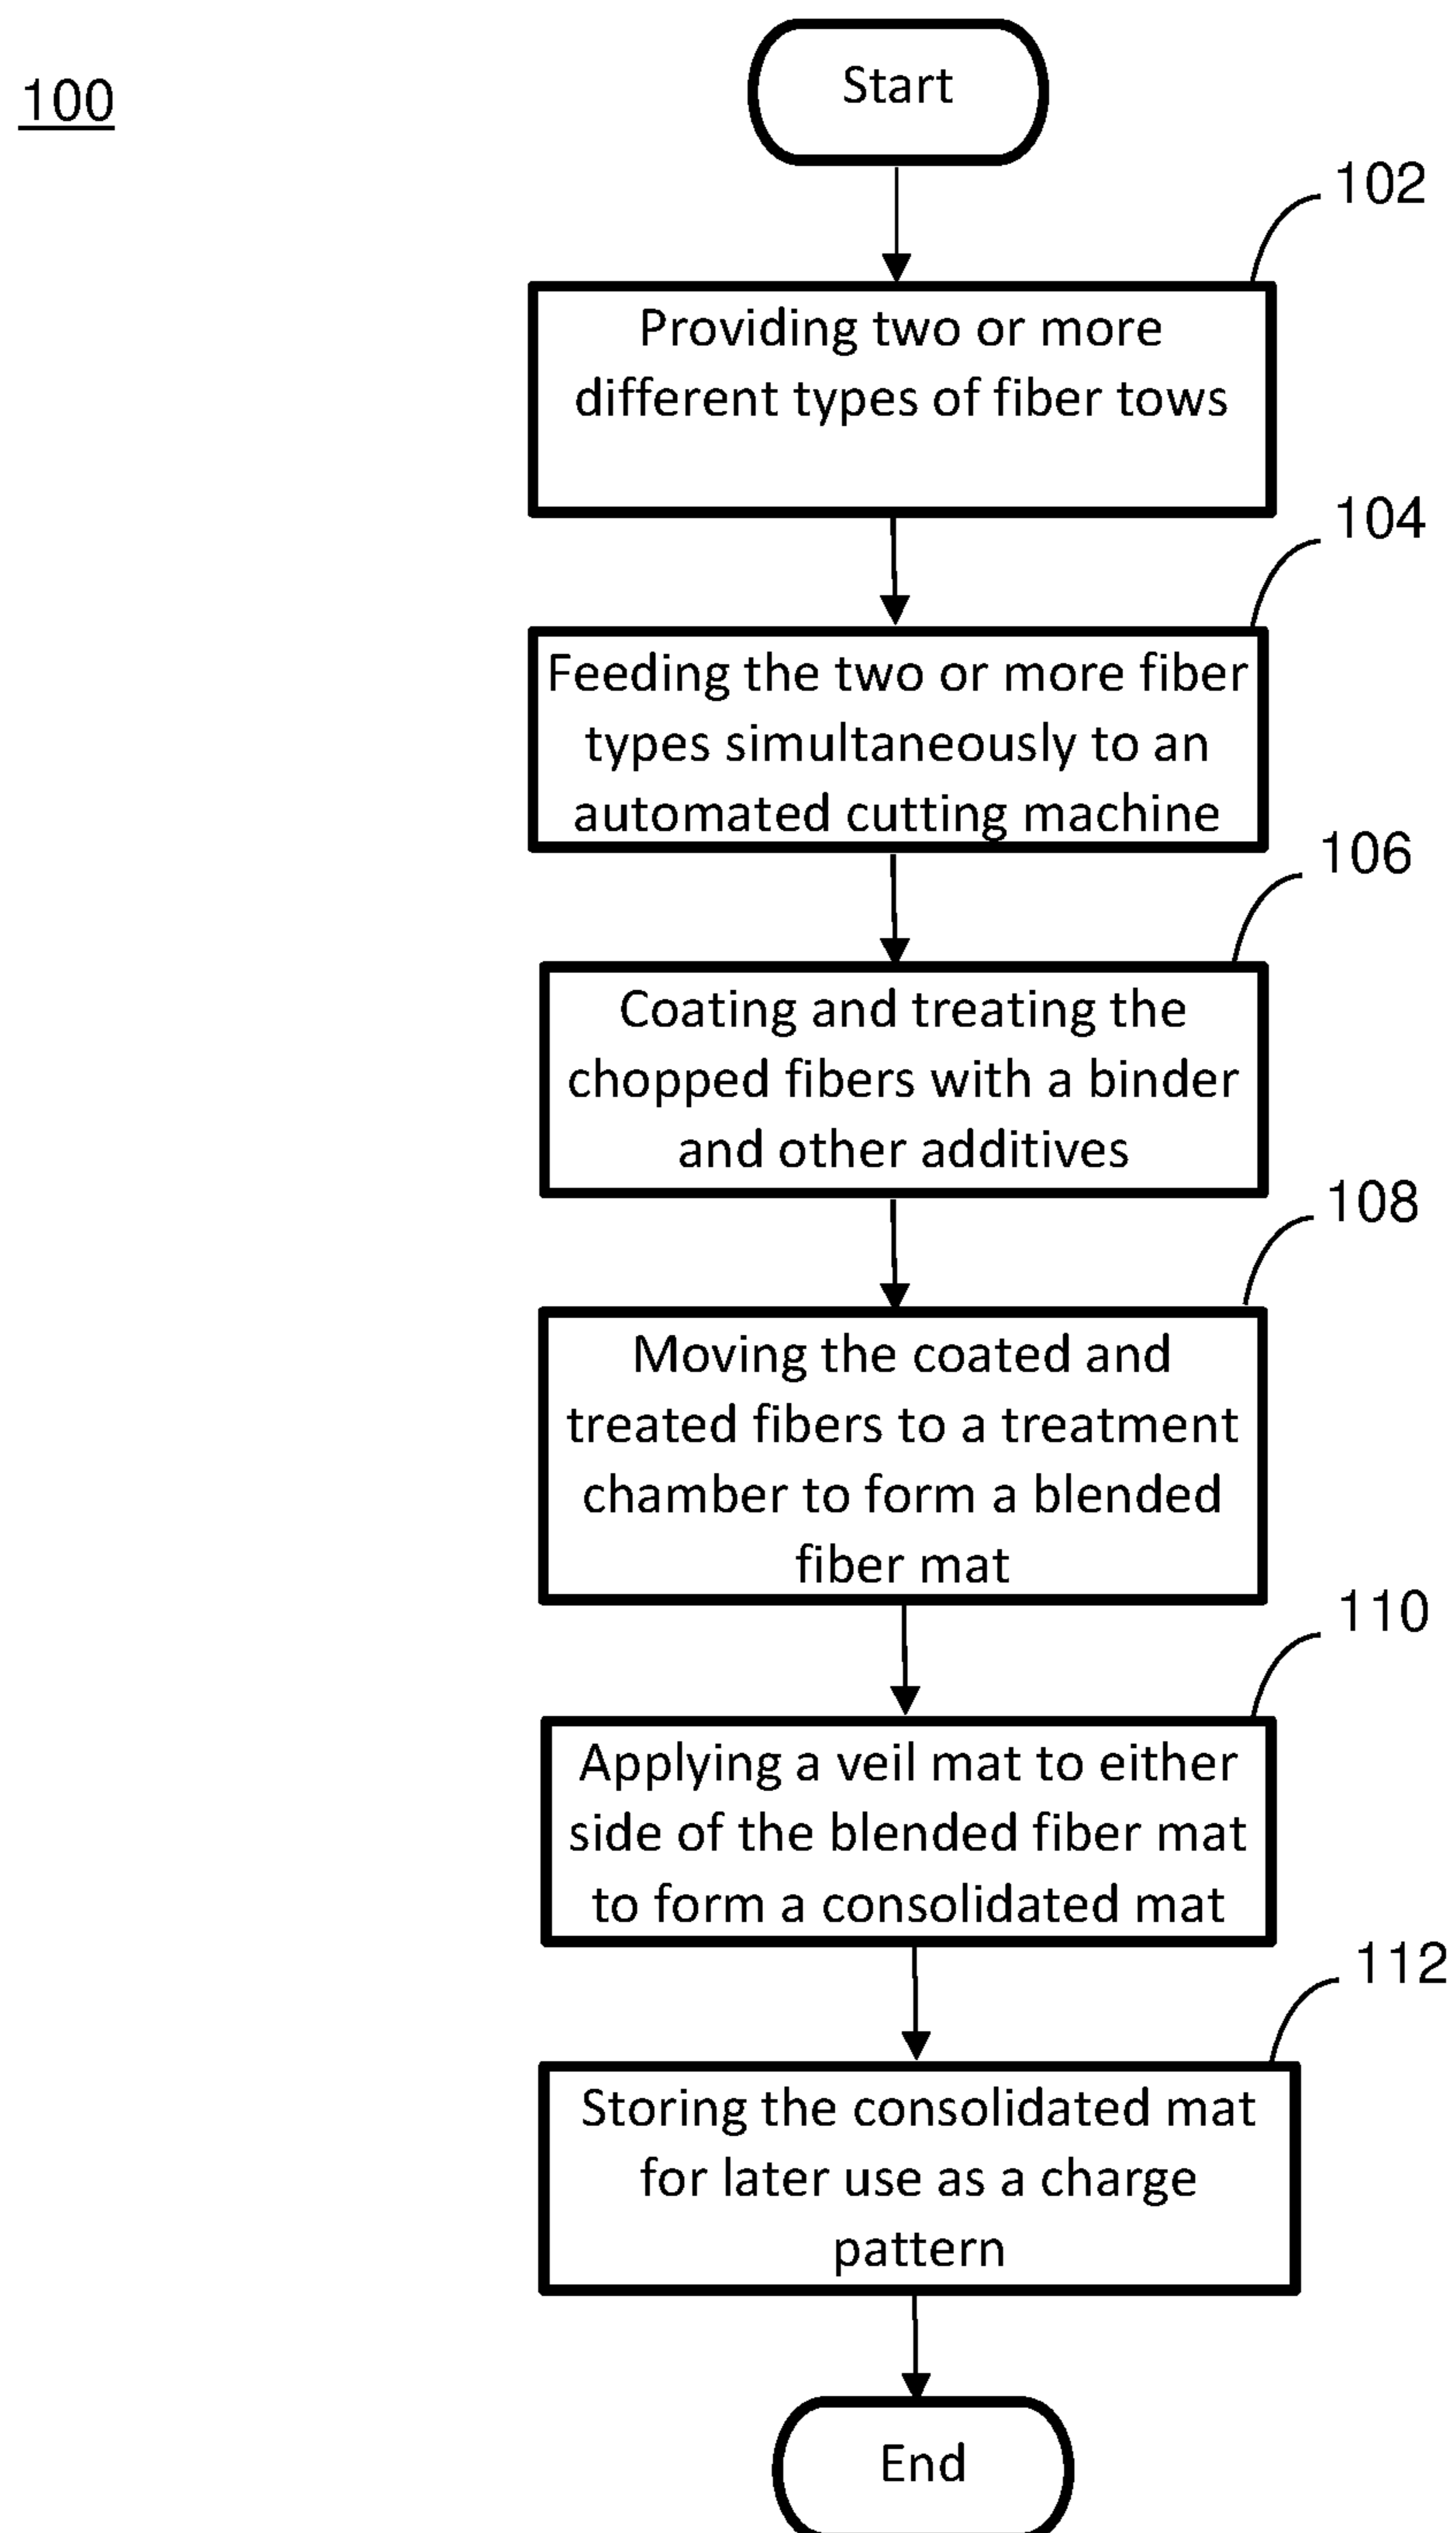 100
Start
102
Providing two or more
different types of fiber tows
104
Feeding the two or more fiber
types simultaneously to an
automated cutting machine
106
Coating and treating the
chopped fibers with a binder
and other additives
108
Moving the coated and
treated fibers to a treatment
chamber to form a blended
fiber mat
110
Applying a veil mat to either
side of the blended fiber mat
to form a consolidated mat
112
Storing the consolidated mat
for later use as a charge
pattern
End